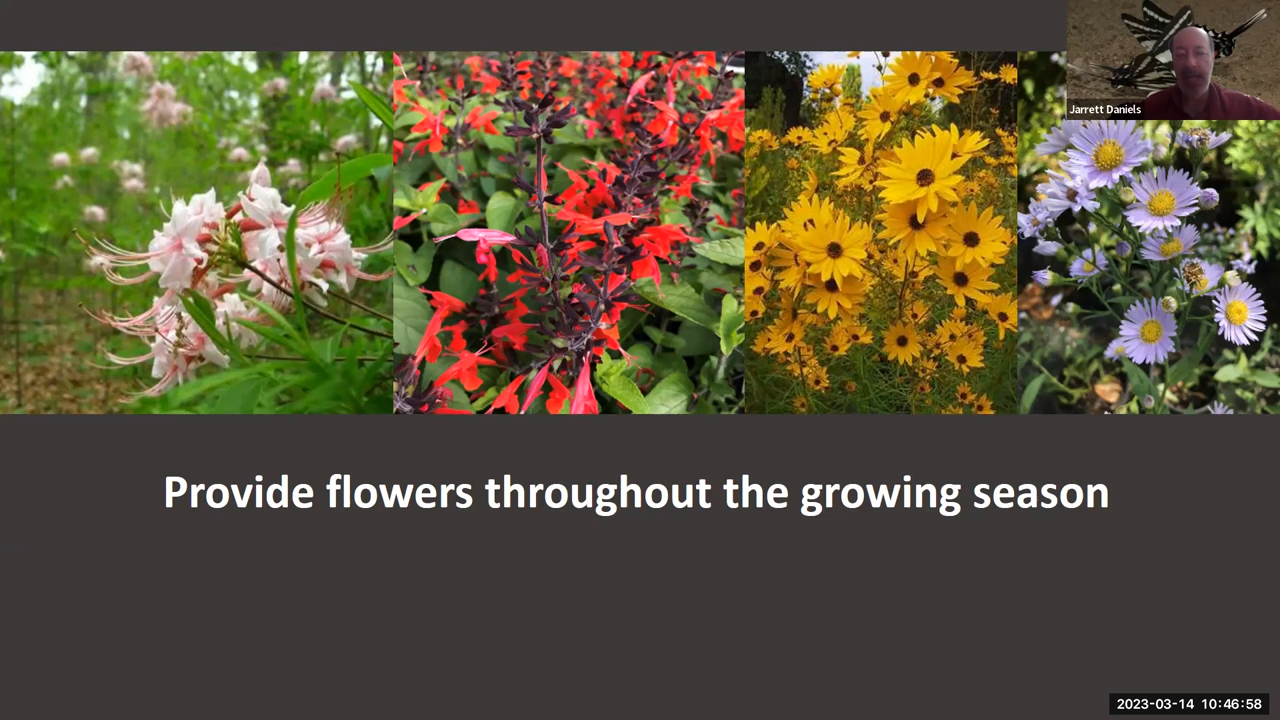 Jarrett Daniels
Provide flowers throughout the growing season
2023-03-14 10:46:58